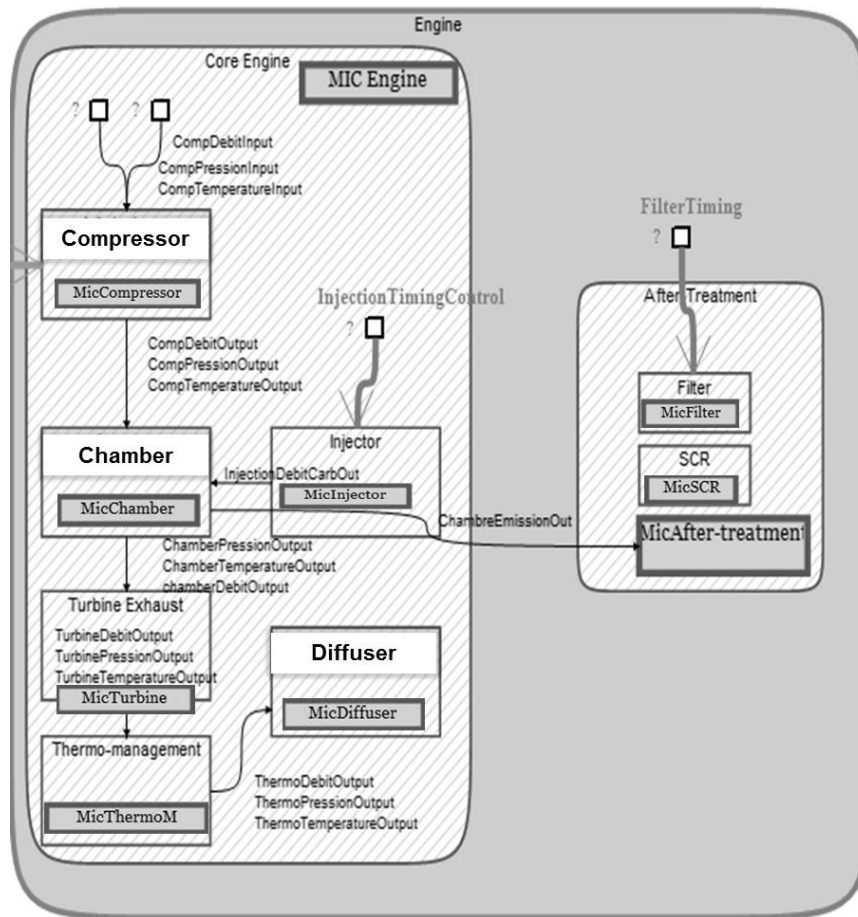 Engine
Core Engine
MIC Engine
? ?
CompDebitInput
CompPressionInput
CompTemperatureInput
Compressor
MicCompressor
CompDebitOutput
CompPressionOutput
CompTemperatureOutput
InjectionTimingControl
?
FilterTiming
?
After Treatment
Filter
MicFilter
SCR
MicSCR
MicAfter-treatment
Chamber
MicChamber
Injector
InjectionDebitCarbOut
MicInjector
ChambreEmissionOut
ChamberPressionOutput
ChamberTemperatureOutput
chamberDebitOutput
Turbine Exhaust
TurbineDebitOutput
TurbinePressionOutput
TurbineTemperatureOutput
MicTurbine
Diffuser
MicDiffuser
Thermo-management
MicThermoM
ThermoDebitOutput
ThermoPressionOutput
ThermoTemperatureOutput